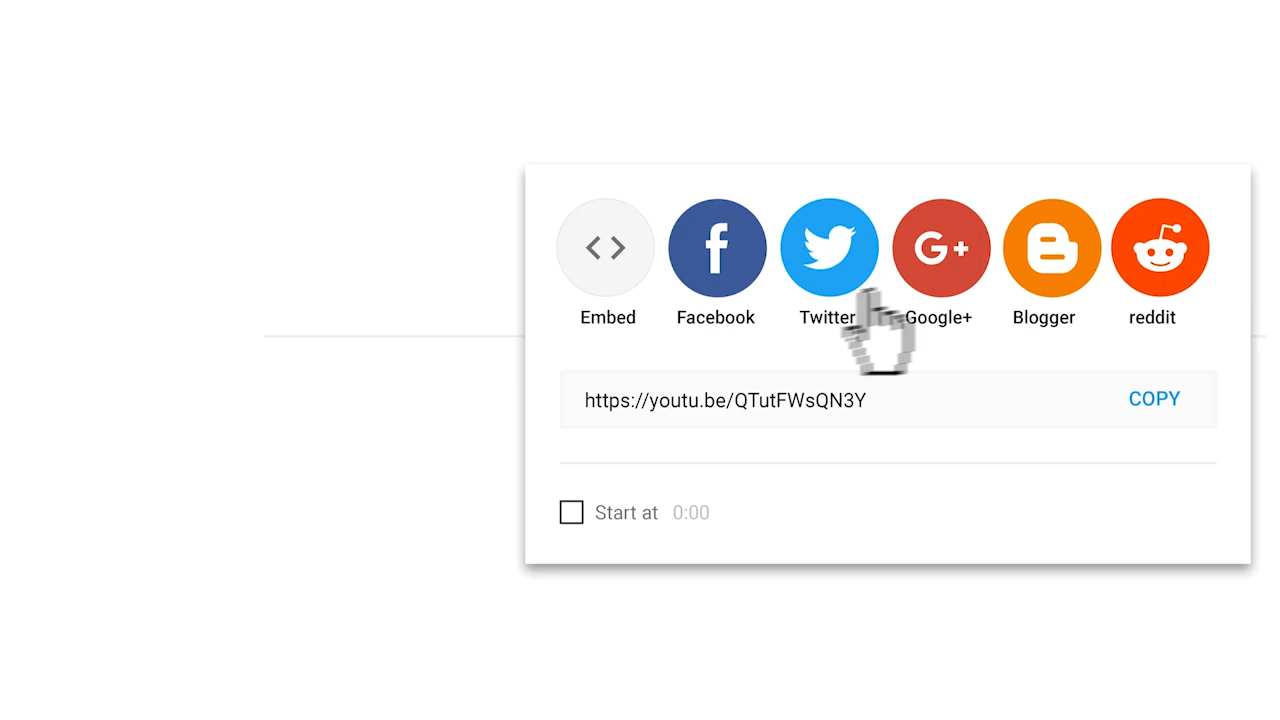 Embed Facebook Twitter Google+ Blogger reddit
https://youtu.be/QTutFWsQN3Y COPY
Start at 0:00